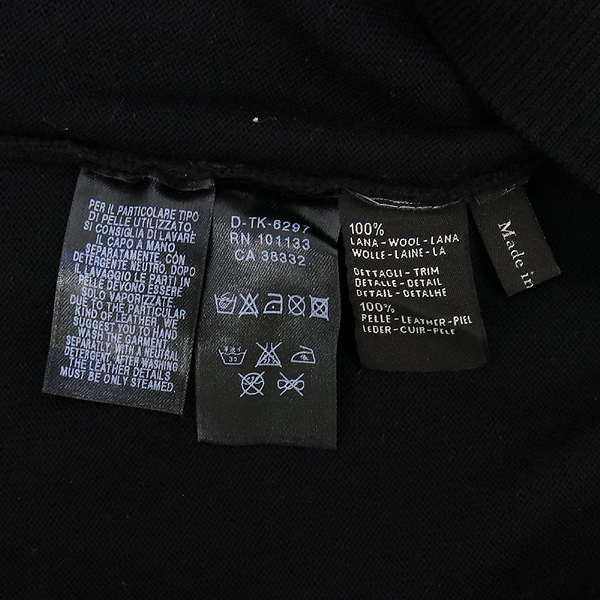 PER IL PARTICOLARE TIPO
DI PELLE UTILIZZATO,
SI CONSIGLIA DI LAVARE
IL CAPO A MANO,
SEPARATAMENTE, CON
DETERGENTE NEUTRO, DOPO
IL LAVAGGIO LE PARTI IN
PELLE DEVONO ESSERE
SOLO VAPORIZZATE.
DUE TO THE PARTICULAR
KIND OF LEATHER, WE
SUGGEST YOU TO HAND
WASH THE GARMENT
SEPARALLY WITH A NEUTRAL
DETERGENT. AFTER WASHING
THE LEATHER DETAILS
MUST BE ONLY STEAMED.
D-TK-6297
RN 101133
CA 38332
100%
LANA-WOOL-LANA
WOLLE-LAINE-LA
DETTAGLI-TRIM
DETALLE-DETAIL
DETAIL-DETALHE
100%
PELLE-LEATHER-PIEL
LEDER-CUIR-PELE
Made in